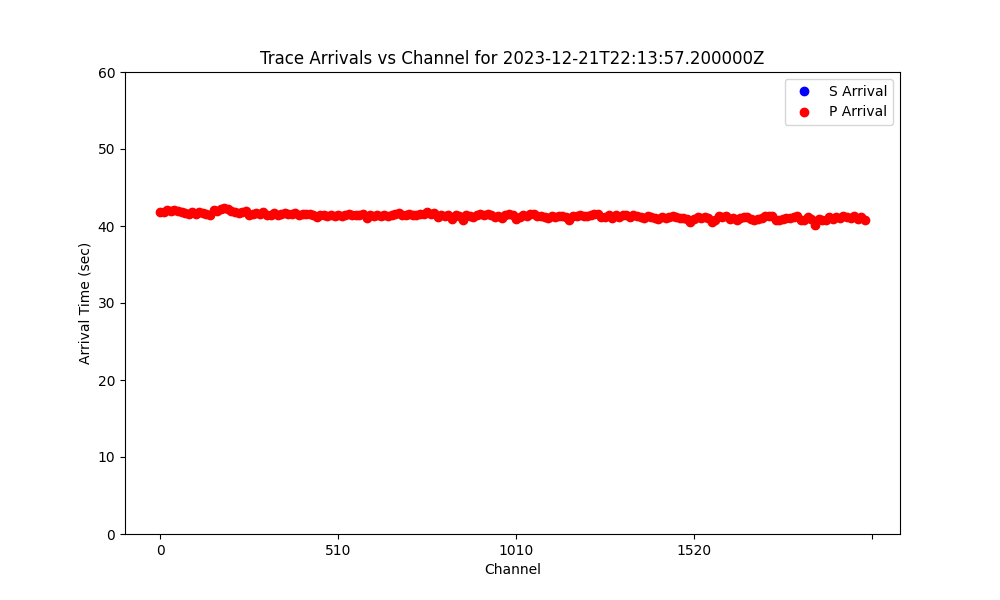 Trace Arrivals vs Channel for 2023-12-21T22:13:57.200000Z
S Arrival
P Arrival
60
50
40
30
20
10
0
Arrival Time (sec)
0 510 1010 1520
Channel